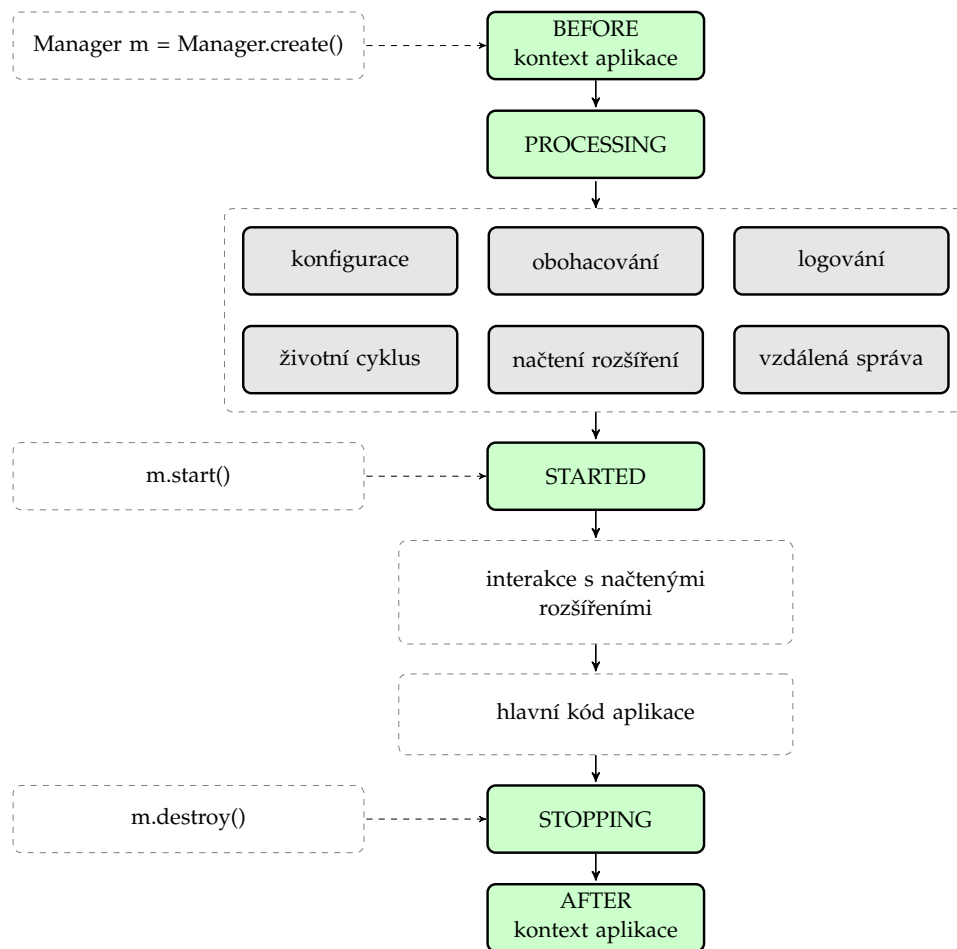 Manager m = Manager.create()
BEFORE
kontext aplikace
PROCESSING
konfigurace
obohacování
logování
životní cyklus
načtení rozšíření
vzdálená správa
m.start()
STARTED
interakce s načtenými
rozšířeními
hlavní kód aplikace
m.destroy()
STOPPING
AFTER
kontext aplikace